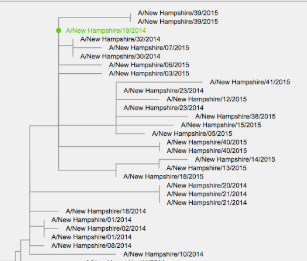 A/New Hampshire/39/2015
A/New Hampshire/39/2015
A/New Hampshire/19/2014
A/New Hampshire/32/2014
A/New Hampshire/07/2015
A/New Hampshire/30/2014
A/New Hampshire/06/2015
A/New Hampshire/03/2015
A/New Hampshire/41/2015
A/New Hampshire/23/2014
A/New Hampshire/12/2015
A/New Hampshire/23/2014
A/New Hampshire/38/2015
A/New Hampshire/15/2015
A/New Hampshire/05/2015
A/New Hampshire/40/2015
A/New Hampshire/40/2015
A/New Hampshire/14/2015
A/New Hampshire/13/2015
A/New Hampshire/18/2015
A/New Hampshire/20/2014
A/New Hampshire/21/2014
A/New Hampshire/21/2014
A/New Hampshire/18/2014
A/New Hampshire/01/2014
A/New Hampshire/02/2014
A/New Hampshire/01/2014
A/New Hampshire/08/2014
A/New Hampshire/10/2014